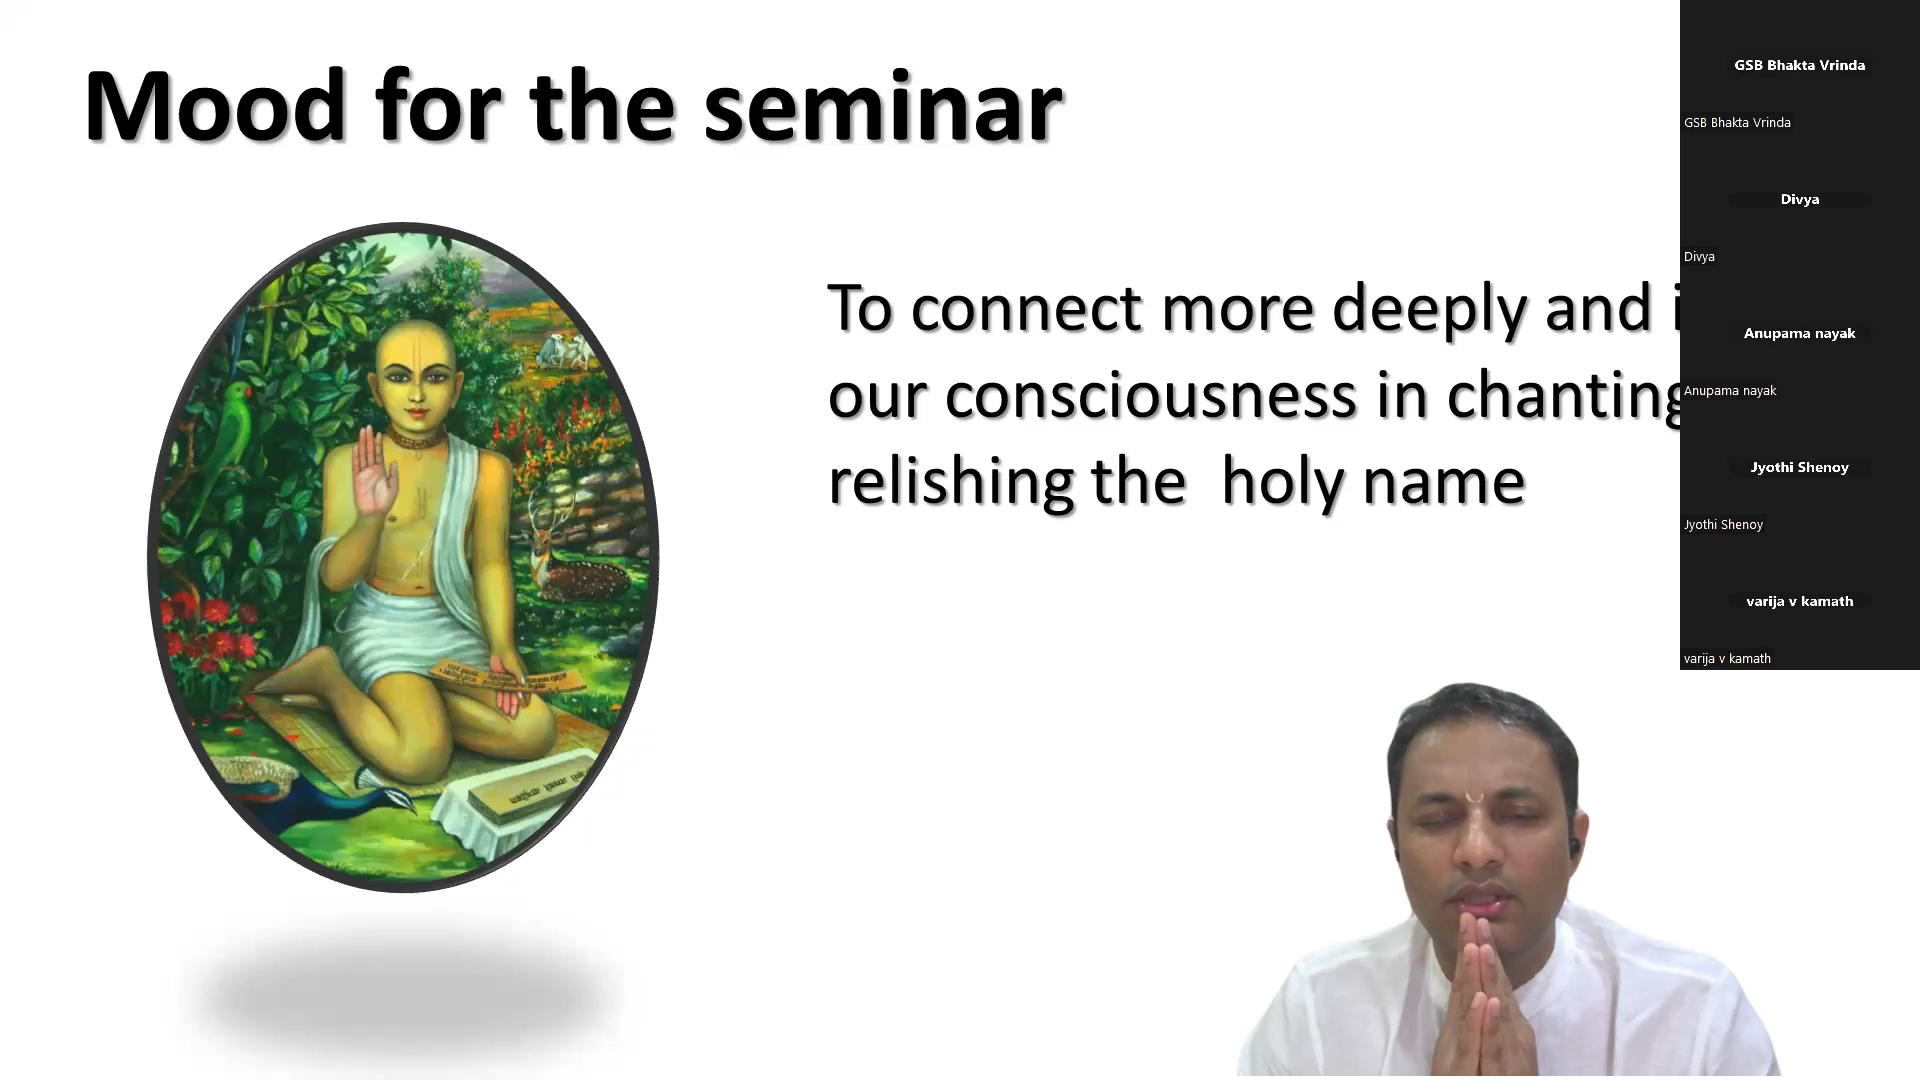 Mood for the seminar
To connect more deeply and
our consciousness in chanting
relishing the holy name
GSB Bhakta Vrinda
GSB Bhakta Vrinda
Divya
Divya
Anupama nayak
Anupama nayak
Jyothi Shenoy
Jyothi Shenoy
varija v kamath
varija v kamath